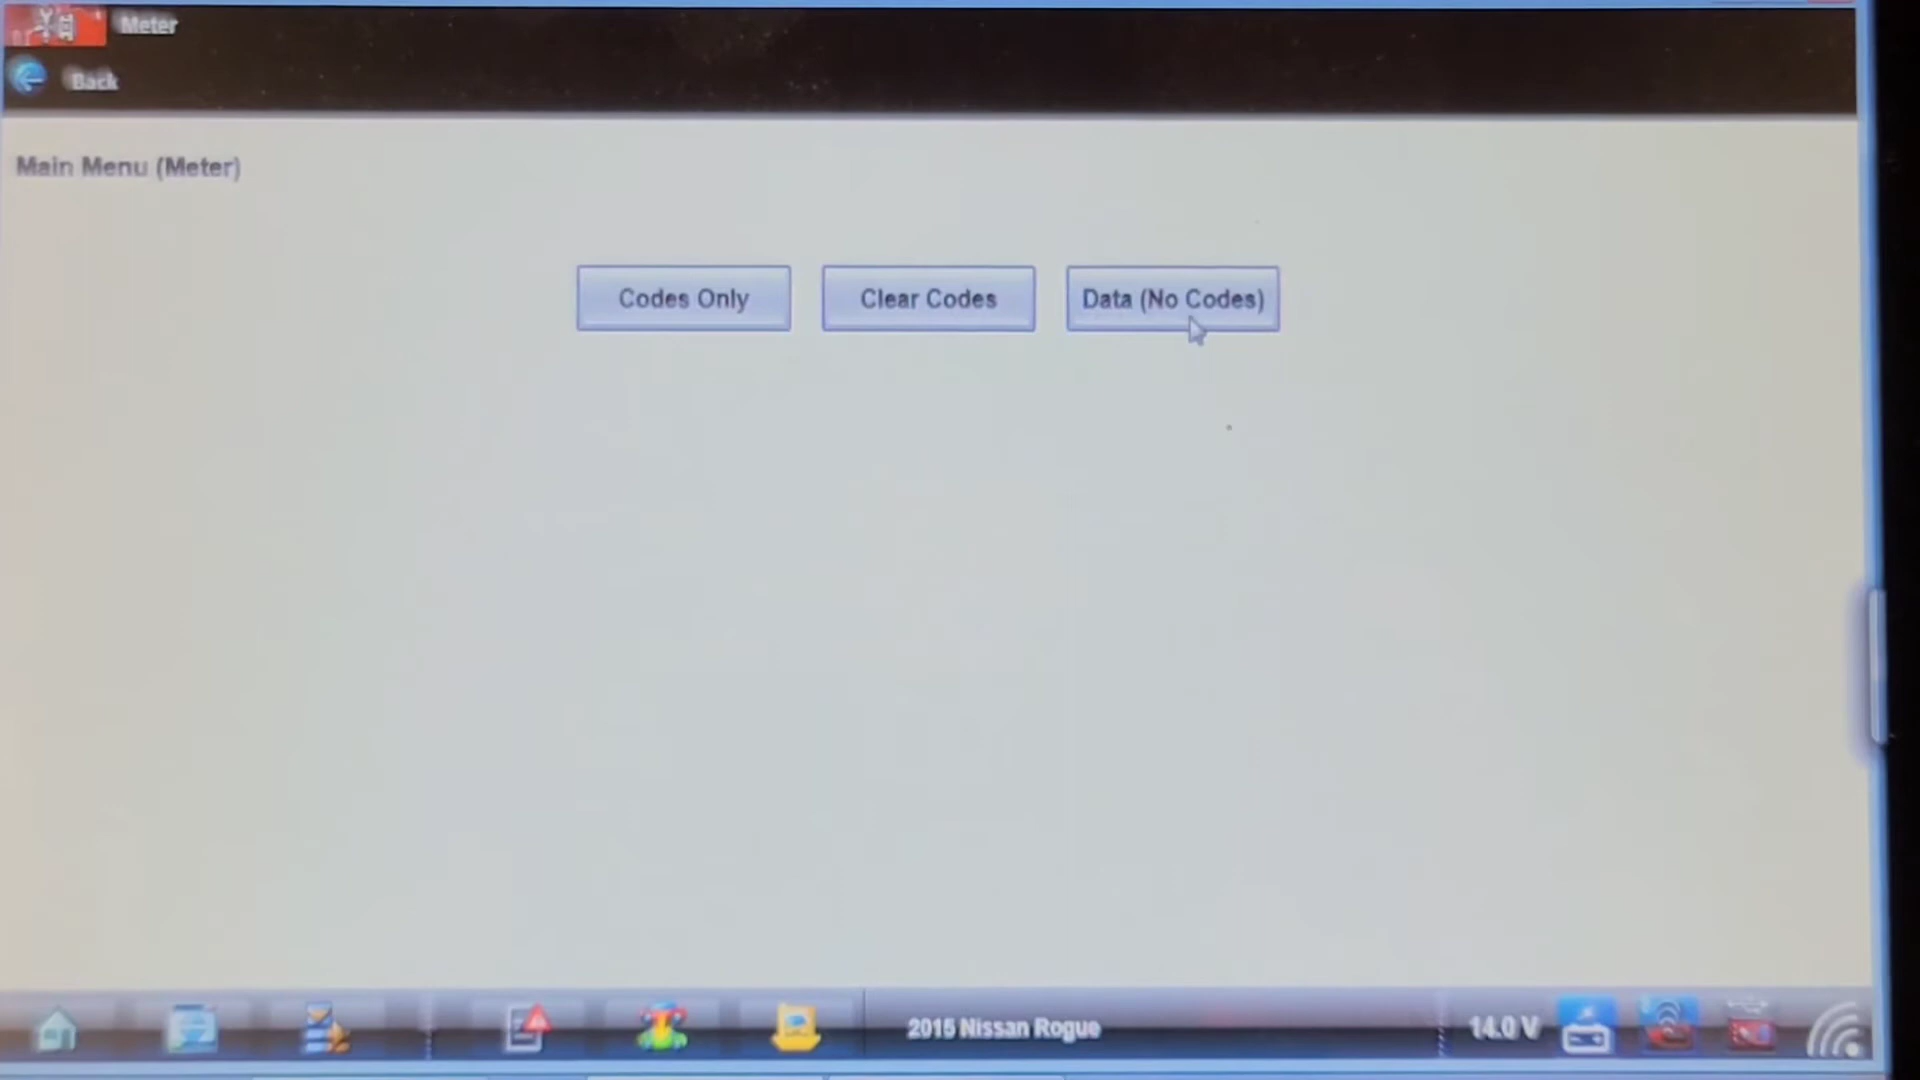 Meter
Back
Main Menu (Meter)
Codes Only
Clear Codes
Data (No Codes)
2015 Nissan Rogue
14.0 V